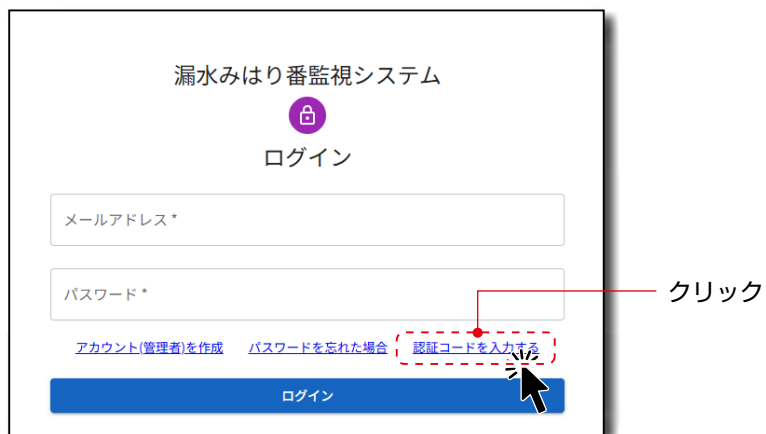 漏水みはり番監視システム
ログイン
メールアドレス *
パスワード *
クリック
アカウント(管理者)を作成 パスワードを忘れた場合 認証コードを入力する
ログイン